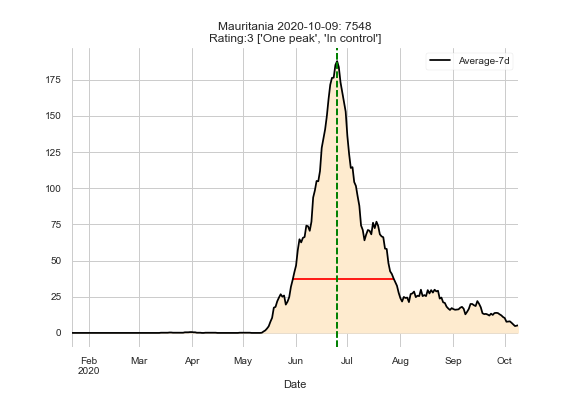 Mauritania 2020-10-09: 7548
Rating:3 ['One peak', 'In control']
Average-7d
175
150
125
100
75
50
25
0
Feb Mar Apr May Jun Jul Aug Sep Oct
2020
Date